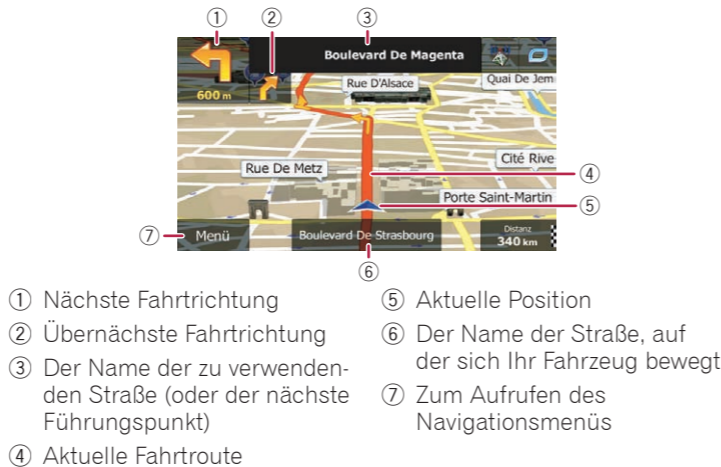 ① ② ③
Boulevard De Magenta
600 m
Rue D'Alsace
Quai De Jem
Rue De Metz
Cité Rive
④
Porte Saint-Martin
⑤
⑦
Menü
Boulevard De Strasbourg
Distanz
340 km
⑥
① Nächste Fahrtrichtung
② Übernächste Fahrtrichtung
③ Der Name der zu verwenden-
den Straße (oder der nächste
Führungspunkt)
④ Aktuelle Fahrtroute
⑤ Aktuelle Position
⑥ Der Name der Straße, auf
der sich Ihr Fahrzeug bewegt
⑦ Zum Aufrufen des
Navigationsmenüs